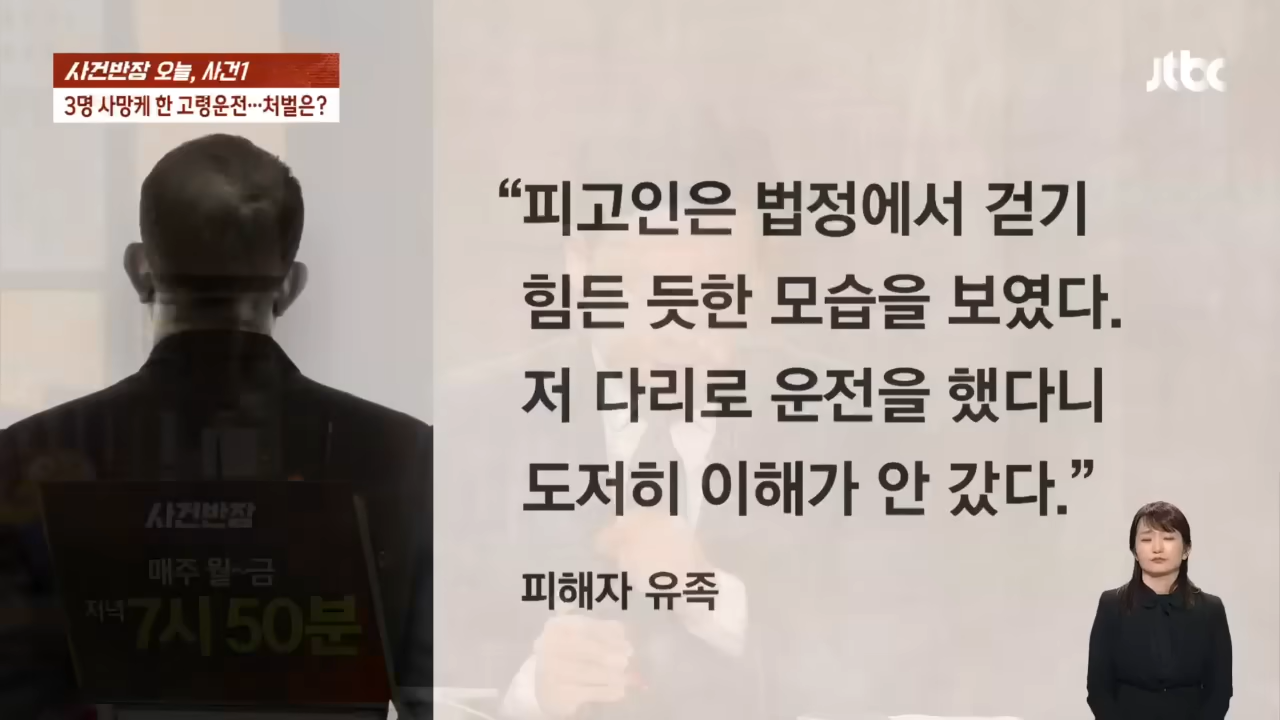 사건반장 오늘, 사건1
3명 사망케 한 고령운전…처벌은?
jtbc
“피고인은 법정에서 걷기
힘든 듯한 모습을 보였다.
저 다리로 운전을 했다니
도저히 이해가 안 갔다.”
피해자 유족
사건반장
매주 월~금
저녁 7시 50분